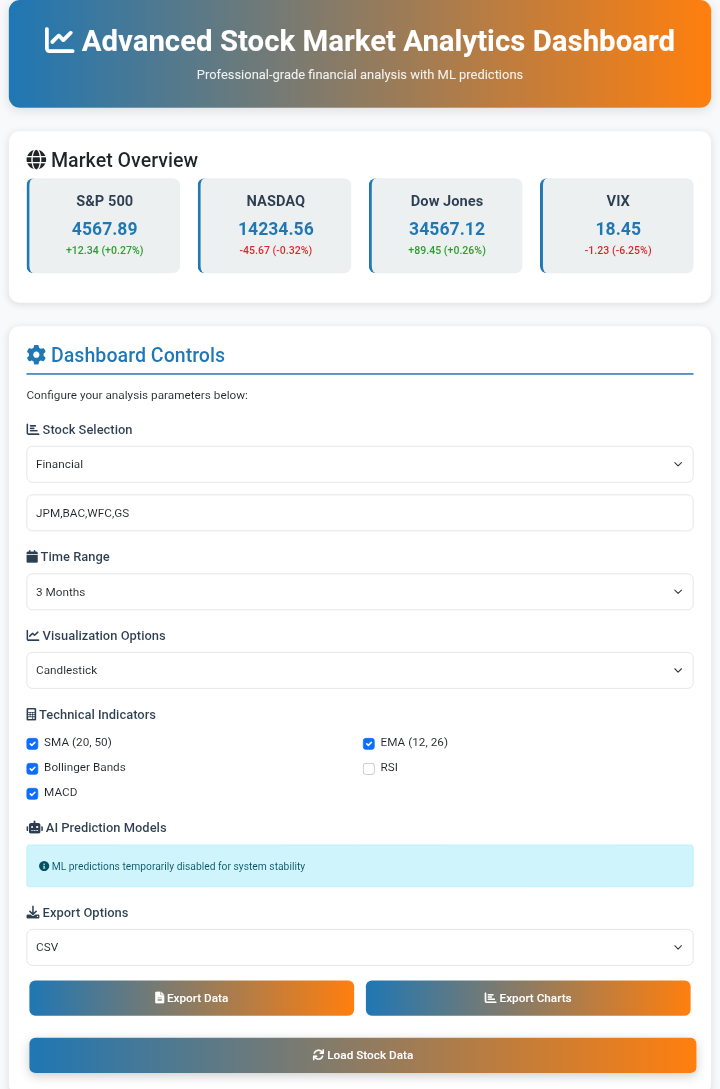 Advanced Stock Market Analytics Dashboard
Professional-grade financial analysis with ML predictions
Market Overview
S&P 500
4567.89
+12.34 (+0.27%)
NASDAQ
14234.56
-45.67 (-0.32%)
Dow Jones
34567.12
+89.45 (+0.26%)
VIX
18.45
-1.23 (-6.25%)
Dashboard Controls
Configure your analysis parameters below:
Stock Selection
Financial
JPM,BAC,WFC,GS
Time Range
3 Months
Visualization Options
Candlestick
Technical Indicators
SMA (20, 50)
EMA (12, 26)
Bollinger Bands
RSI
MACD
AI Prediction Models
ML predictions temporarily disabled for system stability
Export Options
CSV
Export Data
Export Charts
Load Stock Data